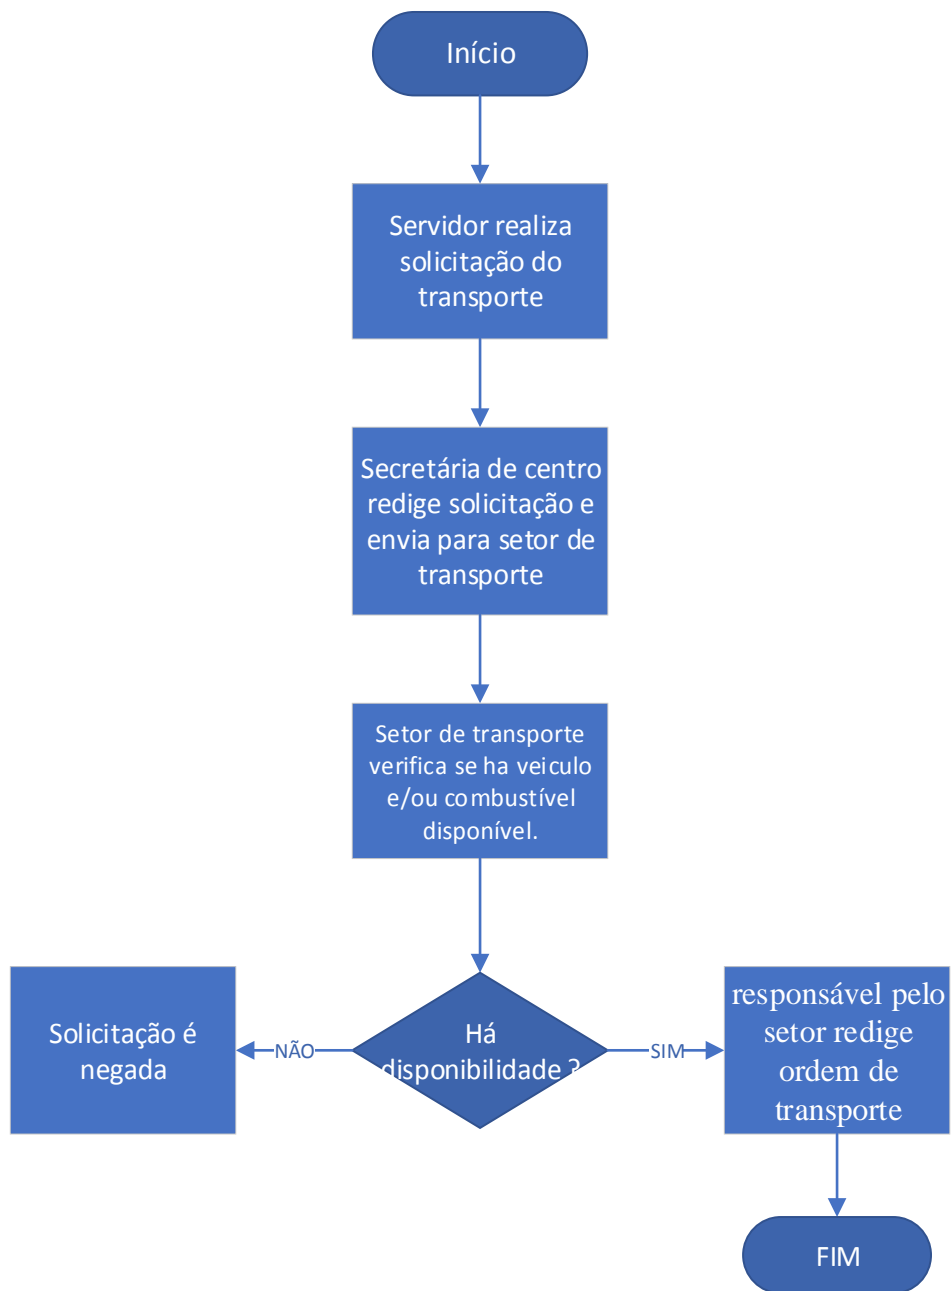 Início
Servidor realiza
solicitação do
transporte
Secretária de centro
redige solicitação e
envia para setor de
transporte
Setor de transporte
verifica se ha veiculo
e/ou combustível
disponível.
Há
disponibilidade ?
NÃO
SIM
Solicitação é
negada
responsável pelo
setor redige
ordem de
transporte
FIM